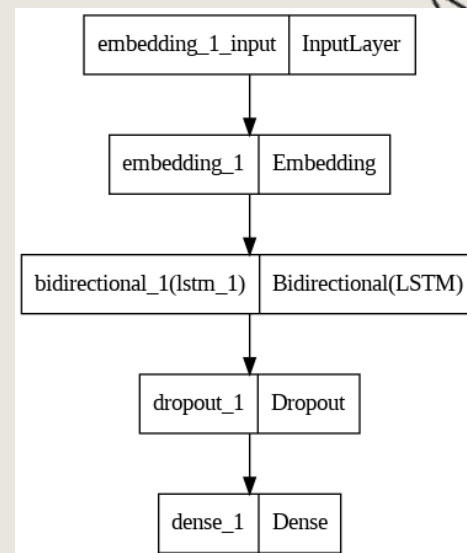 embedding_1_input InputLayer
embedding_1 Embedding
bidirectional_1(lstm_1) Bidirectional(LSTM)
dropout_1 Dropout
dense_1 Dense